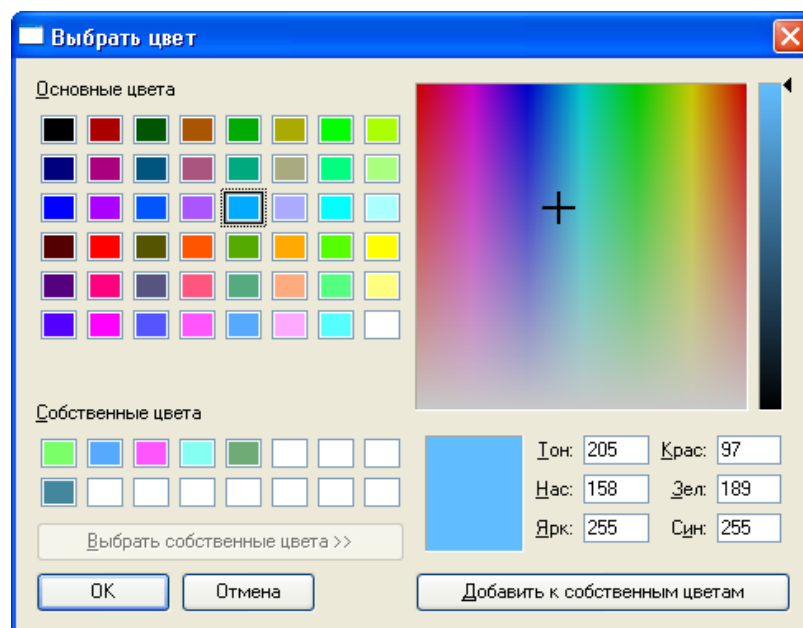 Выбрать цвет
Основные цвета
Собственные цвета
Тон: 205 Крас: 97
Нас: 158 Зел: 189
Ярк: 255 Син: 255
Выбрать собственные цвета >>
OK Отмена Добавить к собственным цветам